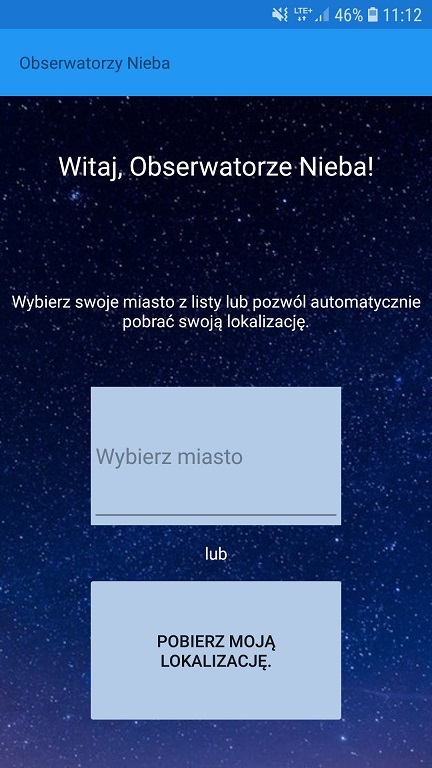 LTE+ 46% 11:12
Obserwatorzy Nieba
Witaj, Obserwatorze Nieba!
Wybierz swoje miasto z listy lub pozwól automatycznie
pobrać swoją lokalizację.
Wybierz miasto
lub
POBIERZ MOJĄ
LOKALIZACJĘ.